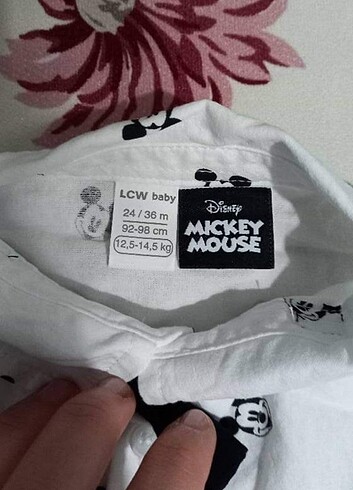 LCW baby
24 / 36 m
92-98 cm
12,5-14,5 kg
Disney
MICKEY
MOUSE